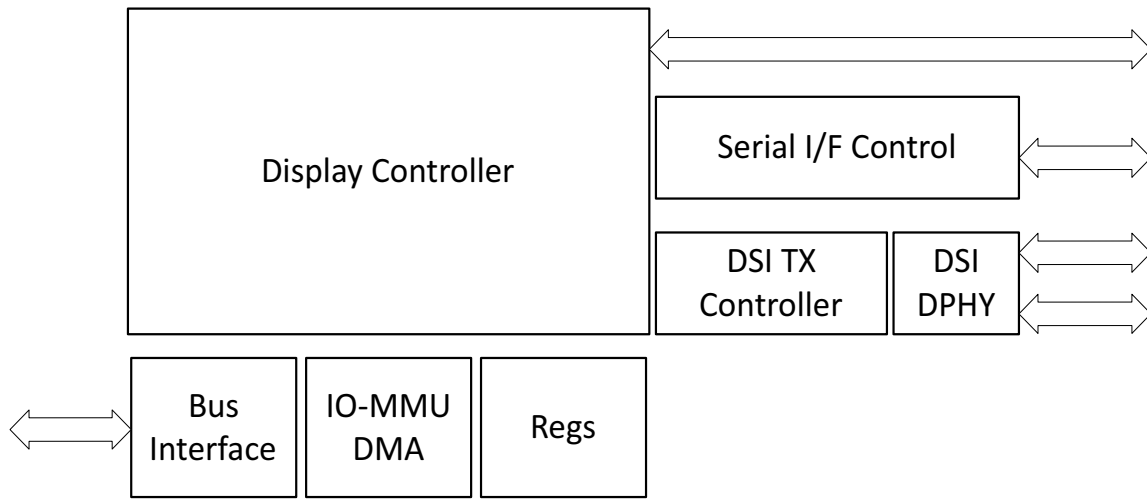 Display Controller
Serial I/F Control
DSI TX
Controller
DSI
DPHY
Bus
Interface
IO-MMU
DMA
Regs